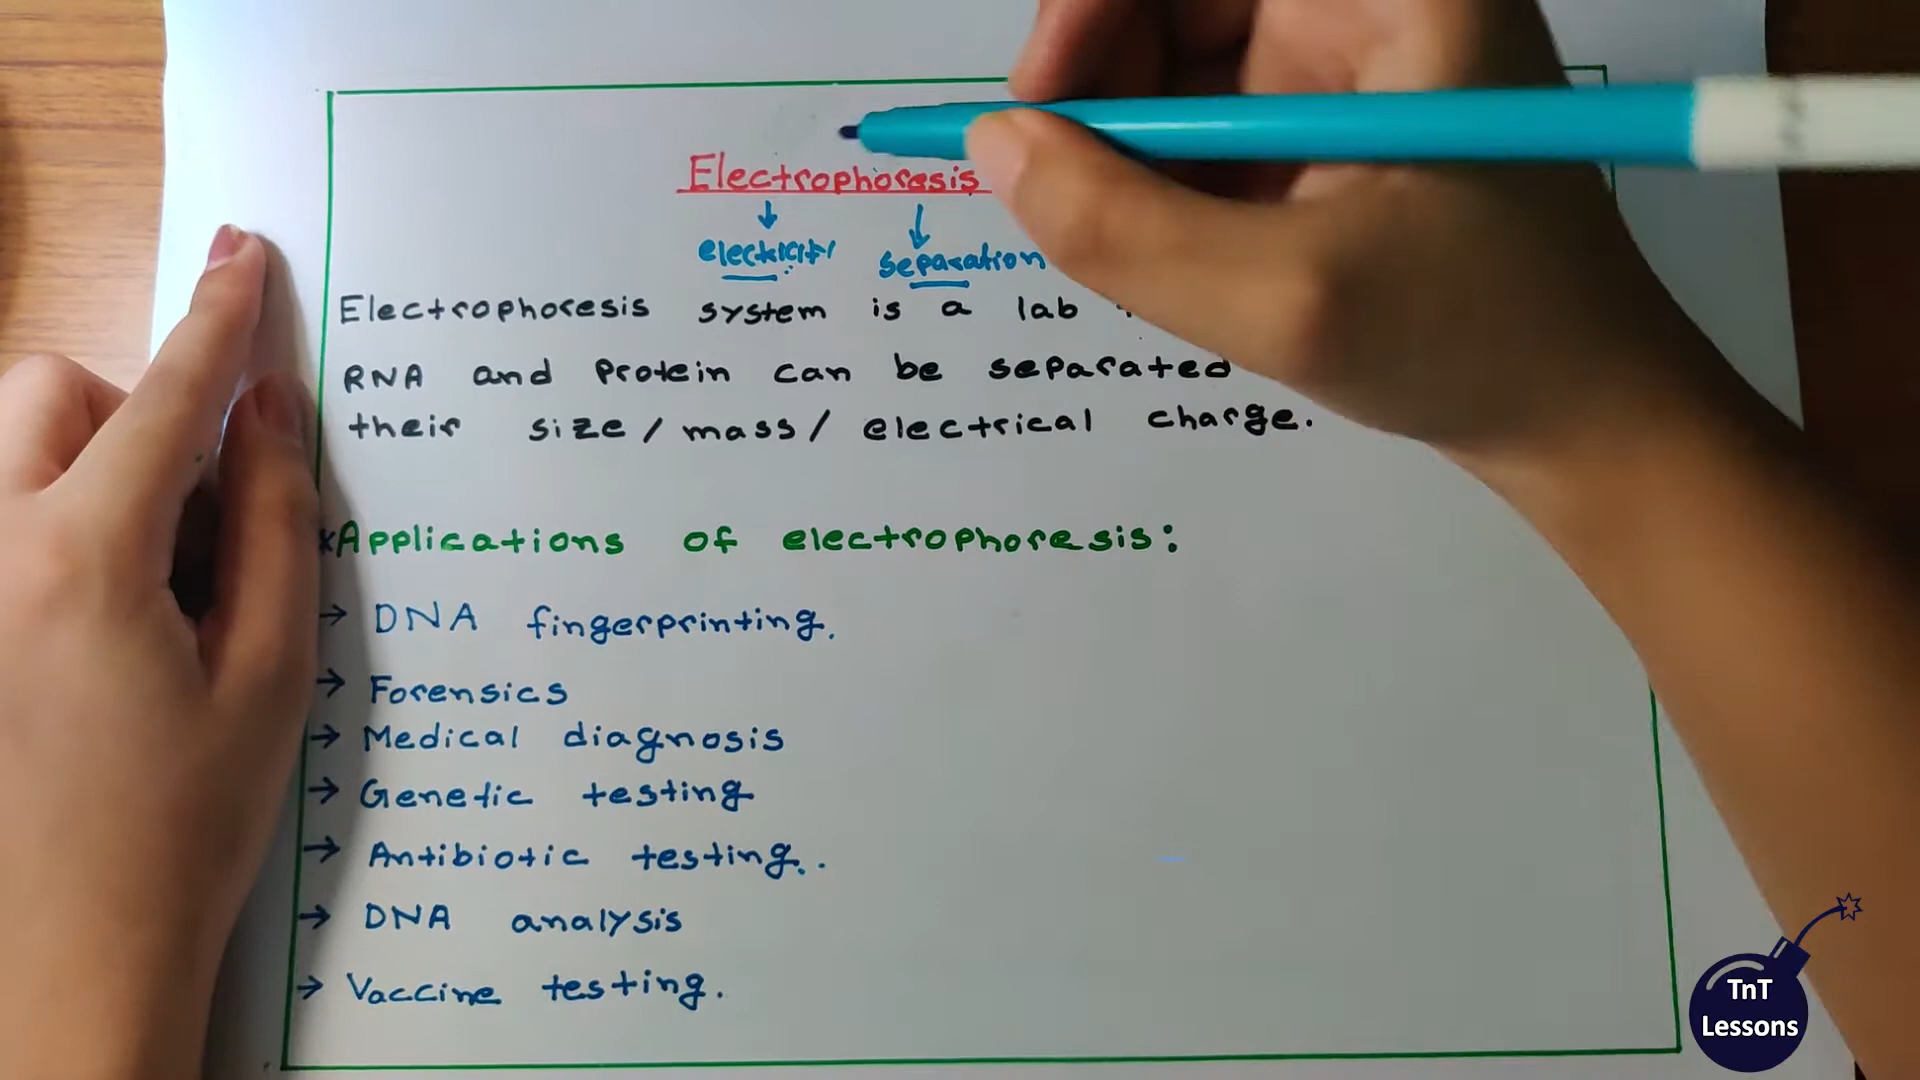 Electrophoresis
electricity separation
Electrophoresis system is a lab
RNA and Protein can be separated
their size / mass / electrical charge.
*Applications of electrophoresis:
→ DNA fingerprinting.
→ Forensics
→ Medical diagnosis
→ Genetic testing
→ Antibiotic testing..
→ DNA analysis
→ Vaccine testing.
TnT
Lessons